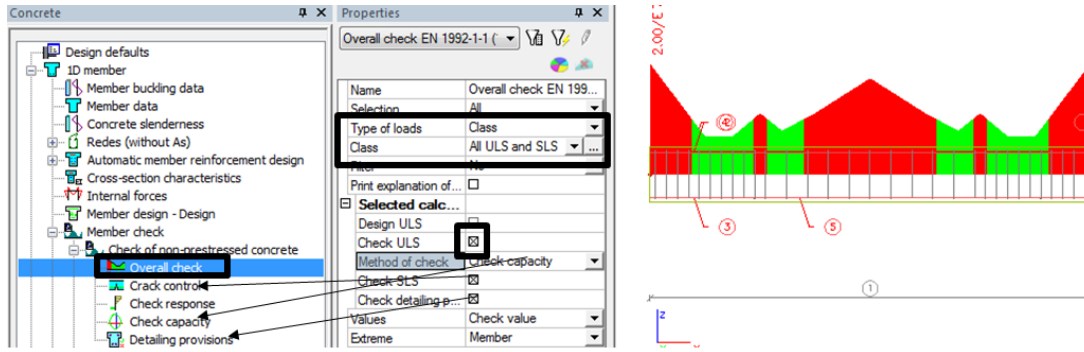 Concrete
Design defaults
1D member
Member buckling data
Member data
Concrete slenderness
Redes (without As)
Automatic member reinforcement design
Cross-section characteristics
Internal forces
Member design - Design
Member check
Check of non-prestressed concrete
Overall check
Crack control
Check response
Check capacity
Detailing provisions
Properties
Overall check EN 1992-1-1 (
Name Overall check EN 199...
Selection All
Type of loads Class
Class All ULS and SLS ...
Filter No
Print explanation of...
Selected calc...
Design ULS
Check ULS
Method of check Check capacity
Check SLS
Check detailing p...
Values Check value
Extreme Member
2.00/
3
5
1
z